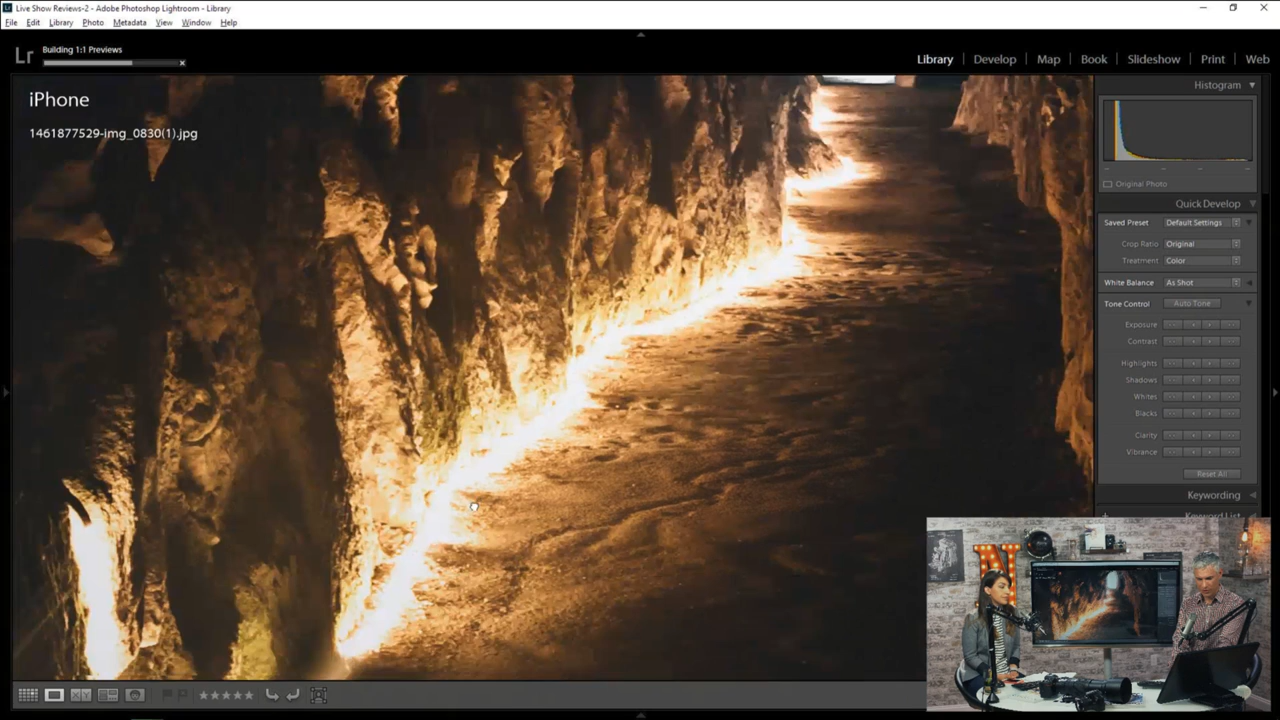 Live Show Reviews-2 - Adobe Photoshop Lightroom - Library
File Edit Library Photo Metadata View Window Help
Lr
Building 1:1 Previews
Library | Develop | Map | Book | Slideshow | Print | Web
iPhone
1461877529-img_0830(1).jpg
Histogram
Original Photo
Quick Develop
Saved Preset Default Settings
Crop Ratio Original
Treatment Color
White Balance As Shot
Tone Control Auto Tone
Exposure
Contrast
Highlights
Shadows
Whites
Blacks
Clarity
Vibrance
Reset All
Keywording
Keyword List
N
XY